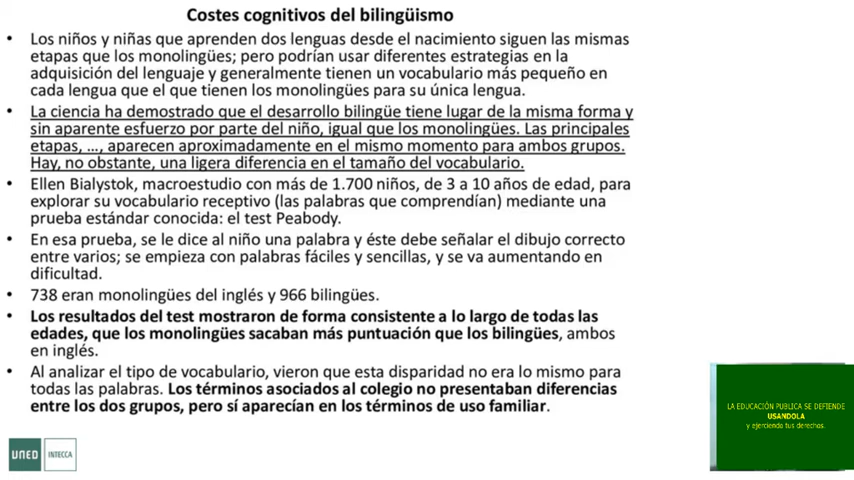 Costes cognitivos del bilingüismo
• Los niños y niñas que aprenden dos lenguas desde el nacimiento siguen las mismas
etapas que los monolingües; pero podrían usar diferentes estrategias en la
adquisición del lenguaje y generalmente tienen un vocabulario más pequeño en
cada lengua que el que tienen los monolingües para su única lengua.
• La ciencia ha demostrado que el desarrollo bilingüe tiene lugar de la misma forma y
sin aparente esfuerzo por parte del niño, igual que los monolingües. Las principales
etapas, …, aparecen aproximadamente en el mismo momento para ambos grupos.
Hay, no obstante, una ligera diferencia en el tamaño del vocabulario.
• Ellen Bialystok, macroestudio con más de 1.700 niños, de 3 a 10 años de edad, para
explorar su vocabulario receptivo (las palabras que comprendían) mediante una
prueba estándar conocida: el test Peabody.
• En esa prueba, se le dice al niño una palabra y éste debe señalar el dibujo correcto
entre varios; se empieza con palabras fáciles y sencillas, y se va aumentando en
dificultad.
• 738 eran monolingües del inglés y 966 bilingües.
• Los resultados del test mostraron de forma consistente a lo largo de todas las
edades, que los monolingües sacaban más puntuación que los bilingües, ambos
en inglés.
• Al analizar el tipo de vocabulario, vieron que esta disparidad no era lo mismo para
todas las palabras. Los términos asociados al colegio no presentaban diferencias
entre los dos grupos, pero sí aparecían en los términos de uso familiar.
LA EDUCACIÓN PUBLICA SE DEFIENDE
USANDOLA
y ejerciendo tus derechos.
UNED INTECCA